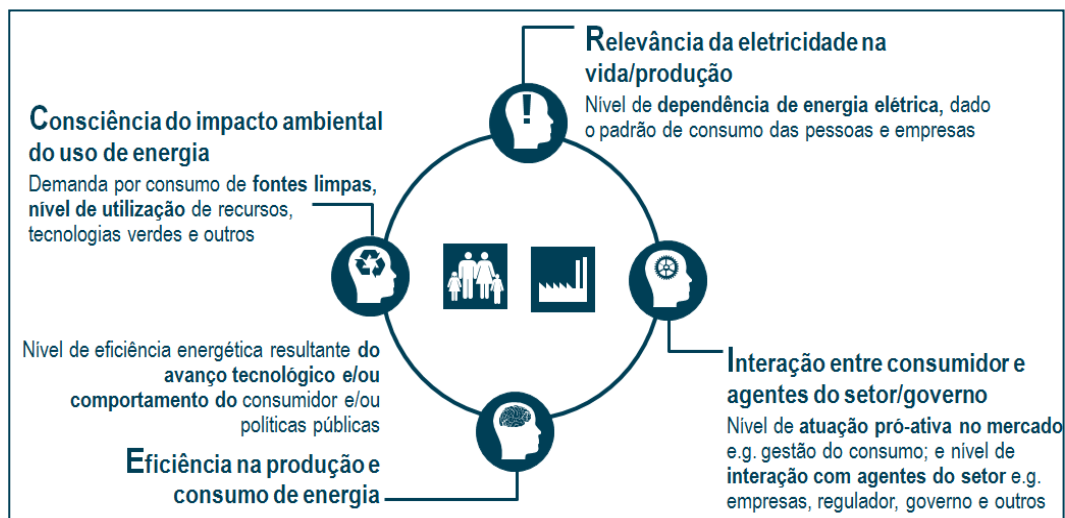 Relevância da eletricidade na
vida/produção
Nível de dependência de energia elétrica, dado
o padrão de consumo das pessoas e empresas
Consciência do impacto ambiental
do uso de energia
Demanda por consumo de fontes limpas,
nível de utilização de recursos,
tecnologias verdes e outros
!
Nível de eficiência energética resultante do
avanço tecnológico e/ou
comportamento do consumidor e/ou
políticas públicas
Eficiência na produção e
consumo de energia
Interação entre consumidor e
agentes do setor/governo
Nível de atuação pró-ativa no mercado
e.g. gestão do consumo; e nível de
interação com agentes do setor e.g.
empresas, regulador, governo e outros